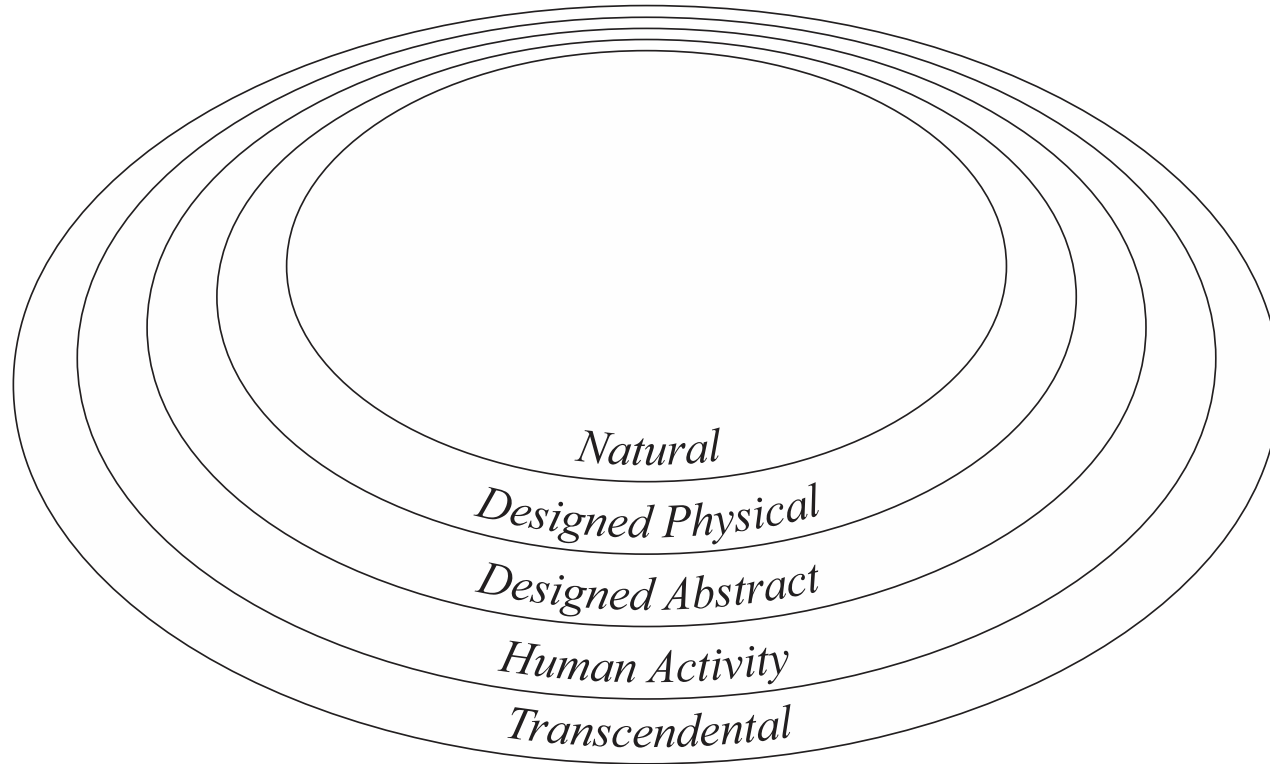 Natural
Designed Physical
Designed Abstract
Human Activity
Transcendental